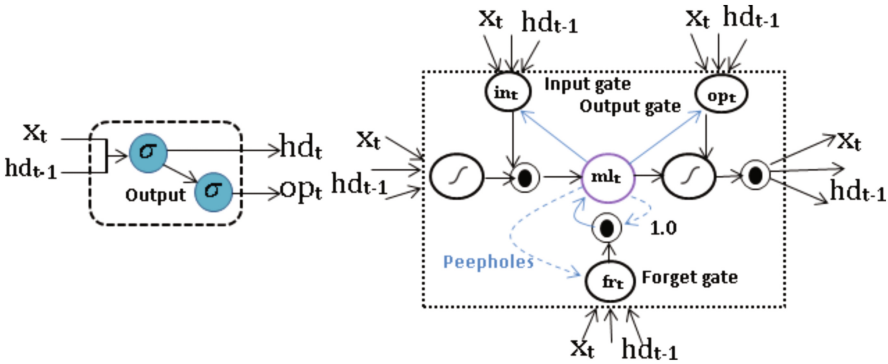 xt
hdt-1
σ
σ
Output
hdt
opt
xt
hdt-1
xt
hdt-1
xt
hdt-1
int
Input gate
Output gate
opt
mlt
1.0
Peepholes
frt
Forget gate
xt
hdt-1
xt
hdt-1